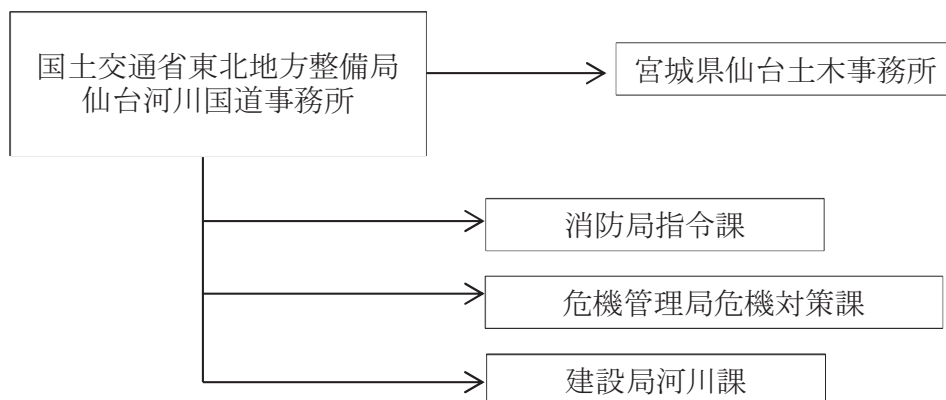 国土交通省東北地方整備局
仙台河川国道事務所
宮城県仙台土木事務所
消防局指令課
危機管理局危機対策課
建設局河川課